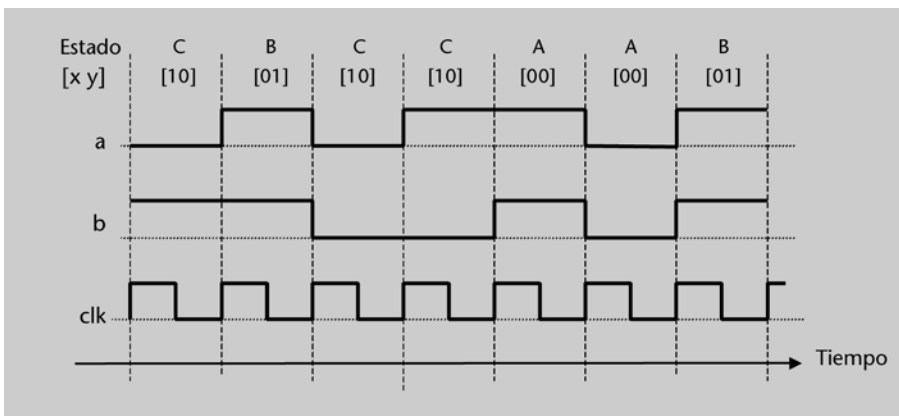 Estado C B C C A A B
[x y] [10] [01] [10] [10] [00] [00] [01]
a
b
clk
Tiempo